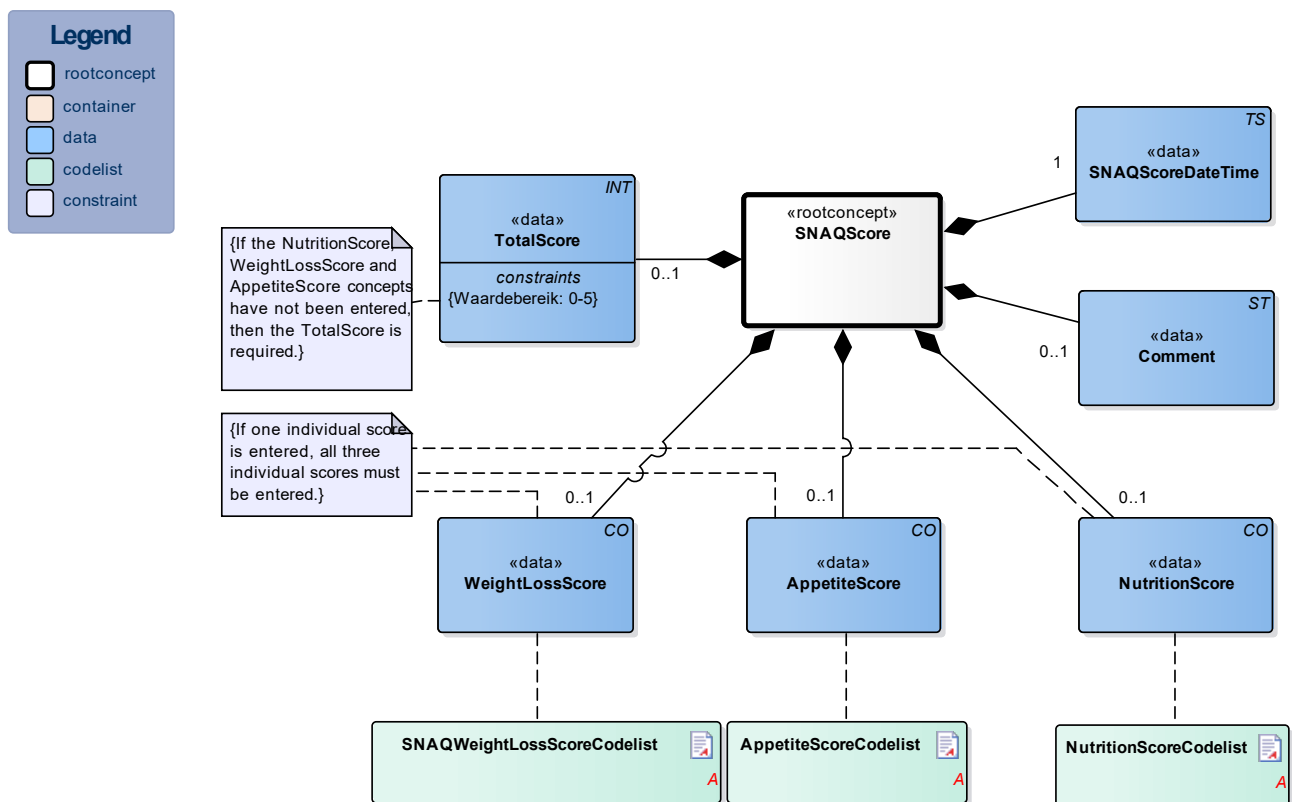 Legend
rootconcept
container
data
codelist
constraint
TS
«data»
SNAQScoreDateTime
1
INT
«data»
TotalScore
constraints
{Waardebereik: 0-5}
0..1
«rootconcept»
SNAQScore
{If the NutritionScore,
WeightLossScore and
AppetiteScore concepts
have not been entered,
then the TotalScore is
required.}
ST
«data»
Comment
0..1
{If one individual score
is entered, all three
individual scores must
be entered.}
0..1
0..1
0..1
CO
«data»
WeightLossScore
CO
«data»
AppetiteScore
CO
«data»
NutritionScore
SNAQWeightLossScoreCodelist
A
AppetiteScoreCodelist
A
NutritionScoreCodelist
A